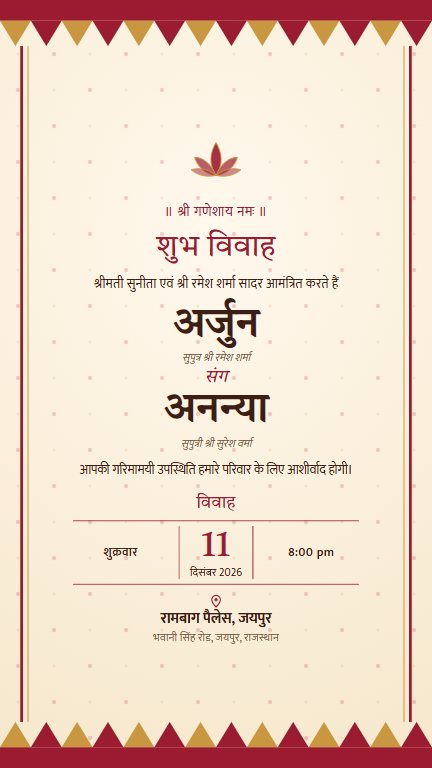 ॥ श्री गणेशाय नमः ॥
शुभ विवाह
श्रीमती सुनीता एवं श्री रमेश शर्मा सादर आमंत्रित करते हैं
अर्जुन
सुपुत्र श्री रमेश शर्मा
संग
अनन्या
सुपुत्री श्री सुरेश वर्मा
आपकी गरिमामयी उपस्थिति हमारे परिवार के लिए आशीर्वाद होगी।
विवाह
शुक्रवार
11
दिसंबर 2026
8:00 pm
रामबाग पैलेस, जयपुर
भवानी सिंह रोड, जयपुर, राजस्थान